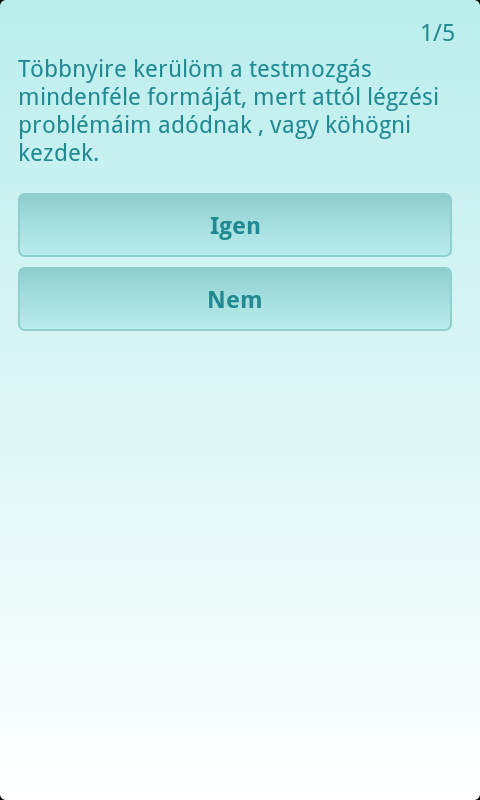 1/5
Többnyire kerülöm a testmozgás
mindenféle formáját, mert attól légzési
problémáim adódnak , vagy köhögni
kezdek.
Igen
Nem